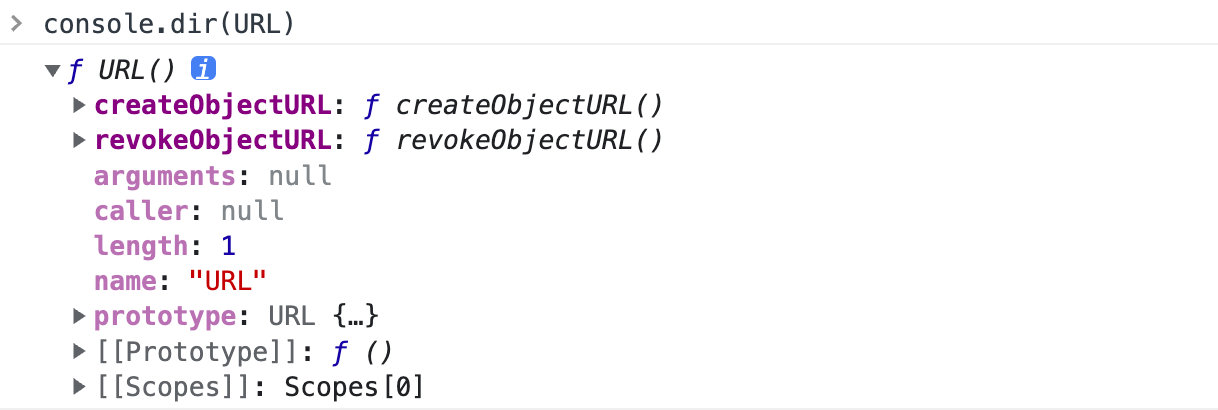 > console.dir(URL)
▼ ƒ URL() i
▶ createObjectURL: ƒ createObjectURL()
▶ revokeObjectURL: ƒ revokeObjectURL()
arguments: null
caller: null
length: 1
name: "URL"
▶ prototype: URL {…}
▶ [[Prototype]]: ƒ ()
▶ [[Scopes]]: Scopes[0]